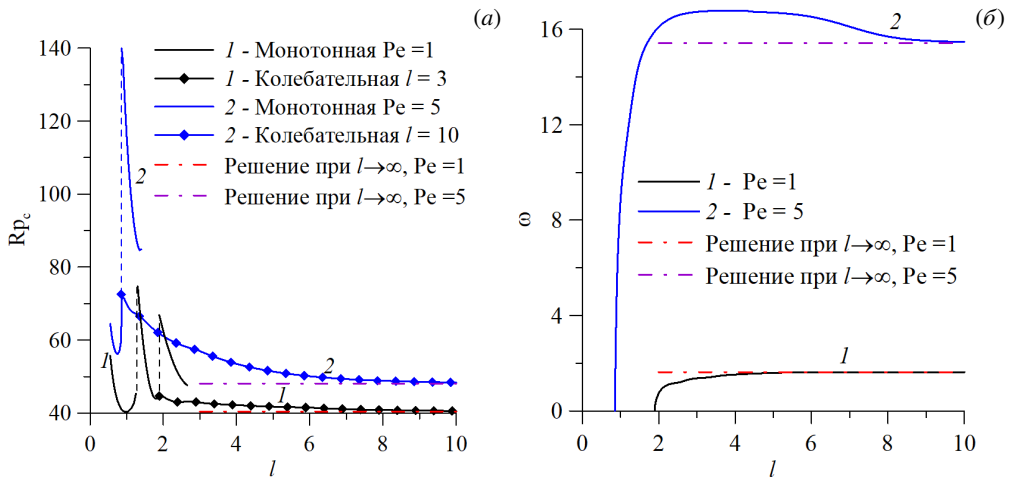 (а)
1 - Монотонная Pe =1
1 - Колебательная l = 3
2 - Монотонная Pe = 5
2 - Колебательная l = 10
Решение при l→∞, Pe =1
Решение при l→∞, Pe =5
140
120
100
80
60
40
Rp_c
2
1
2
1
0
2
4
6
8
10
l
(б)
16
12
8
4
0
ω
2
1 - Pe =1
2 - Pe = 5
Решение при l→∞, Pe =1
Решение при l→∞, Pe =5
1
0
2
4
6
8
10
l